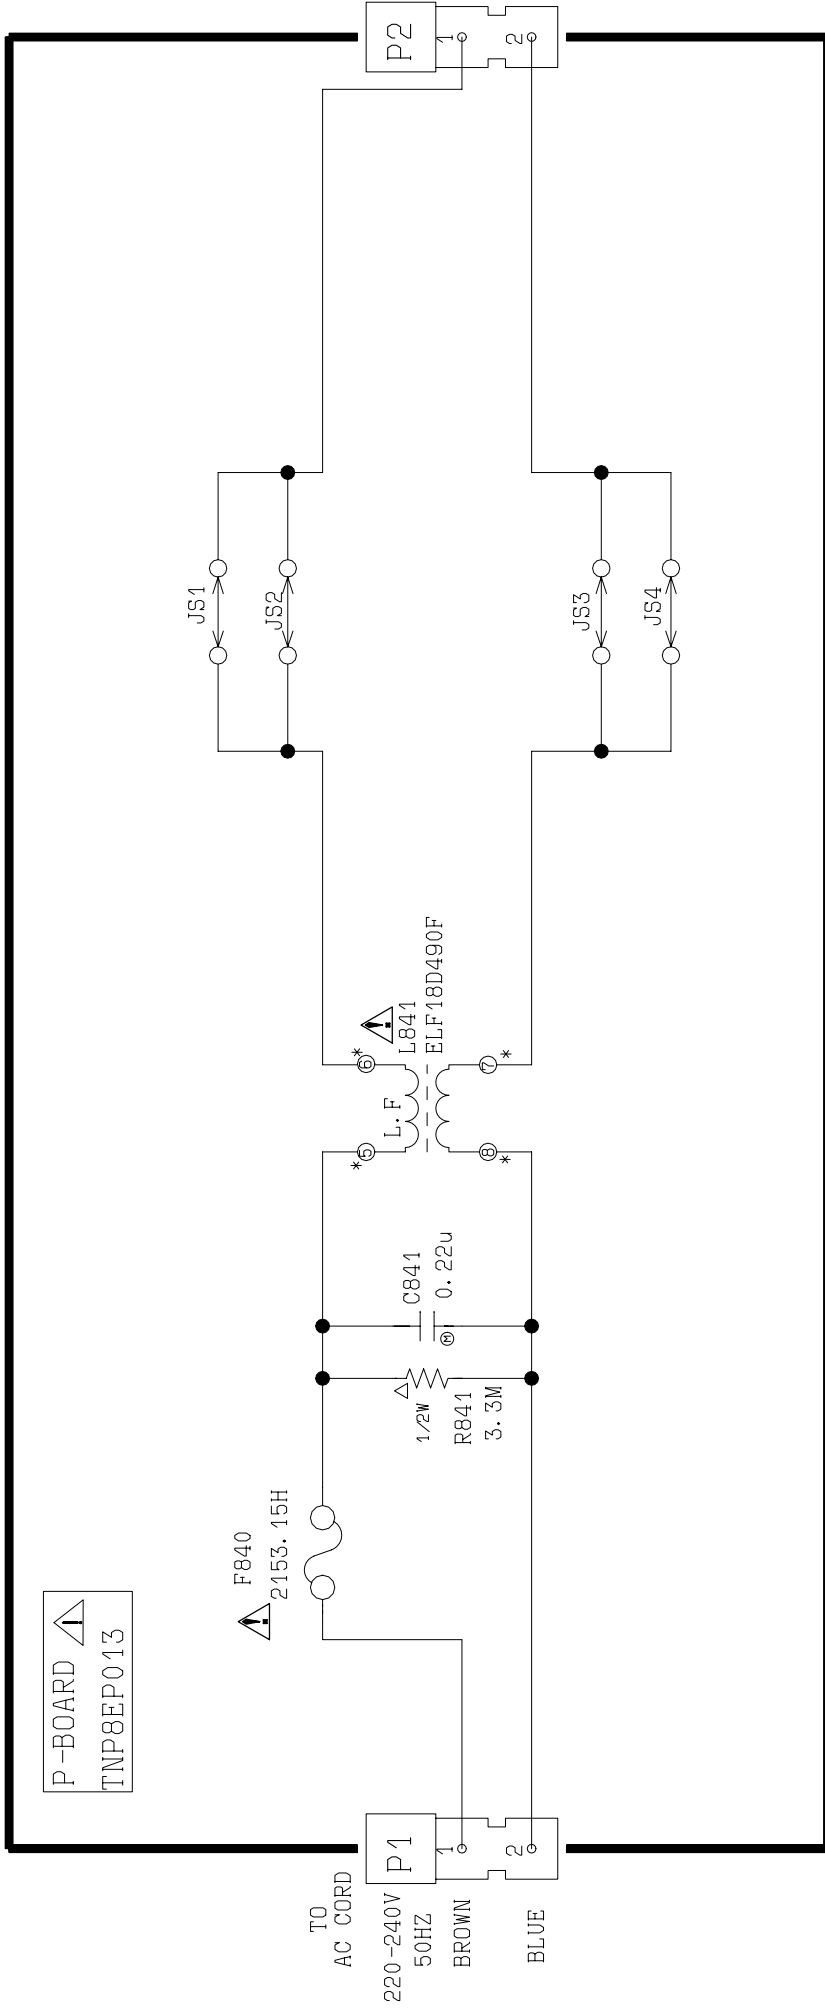 P-BOARD
TNP8EP013
TO
AC CORD
220-240V
50HZ
BROWN
BLUE
P1
1
2
F840
2153.15H
1/2W
R841
3.3M
C841
0.22u
M
L.F
*
5
6
*
8
*
7
*
L841
ELF18D490F
JS1
JS2
JS3
JS4
P2
1
2